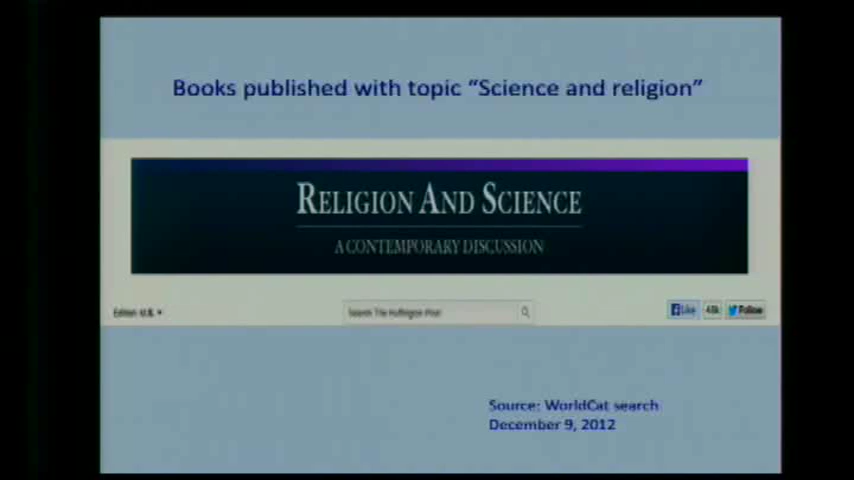 Books published with topic “Science and religion”
RELIGION AND SCIENCE
A CONTEMPORARY DISCUSSION
Edition: U.S.
Search The Huffington Post
Like
48k
Follow
Source: WorldCat search
December 9, 2012